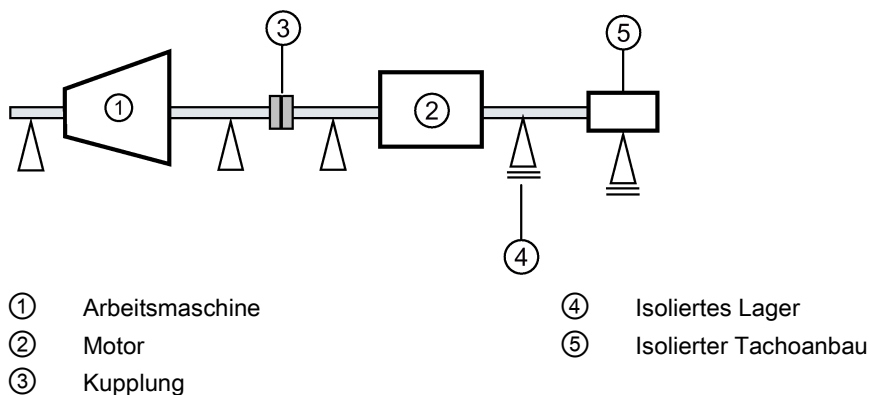 ③
⑤
①
②
④
① Arbeitsmaschine
② Motor
③ Kupplung
④ Isoliertes Lager
⑤ Isolierter Tachoanbau